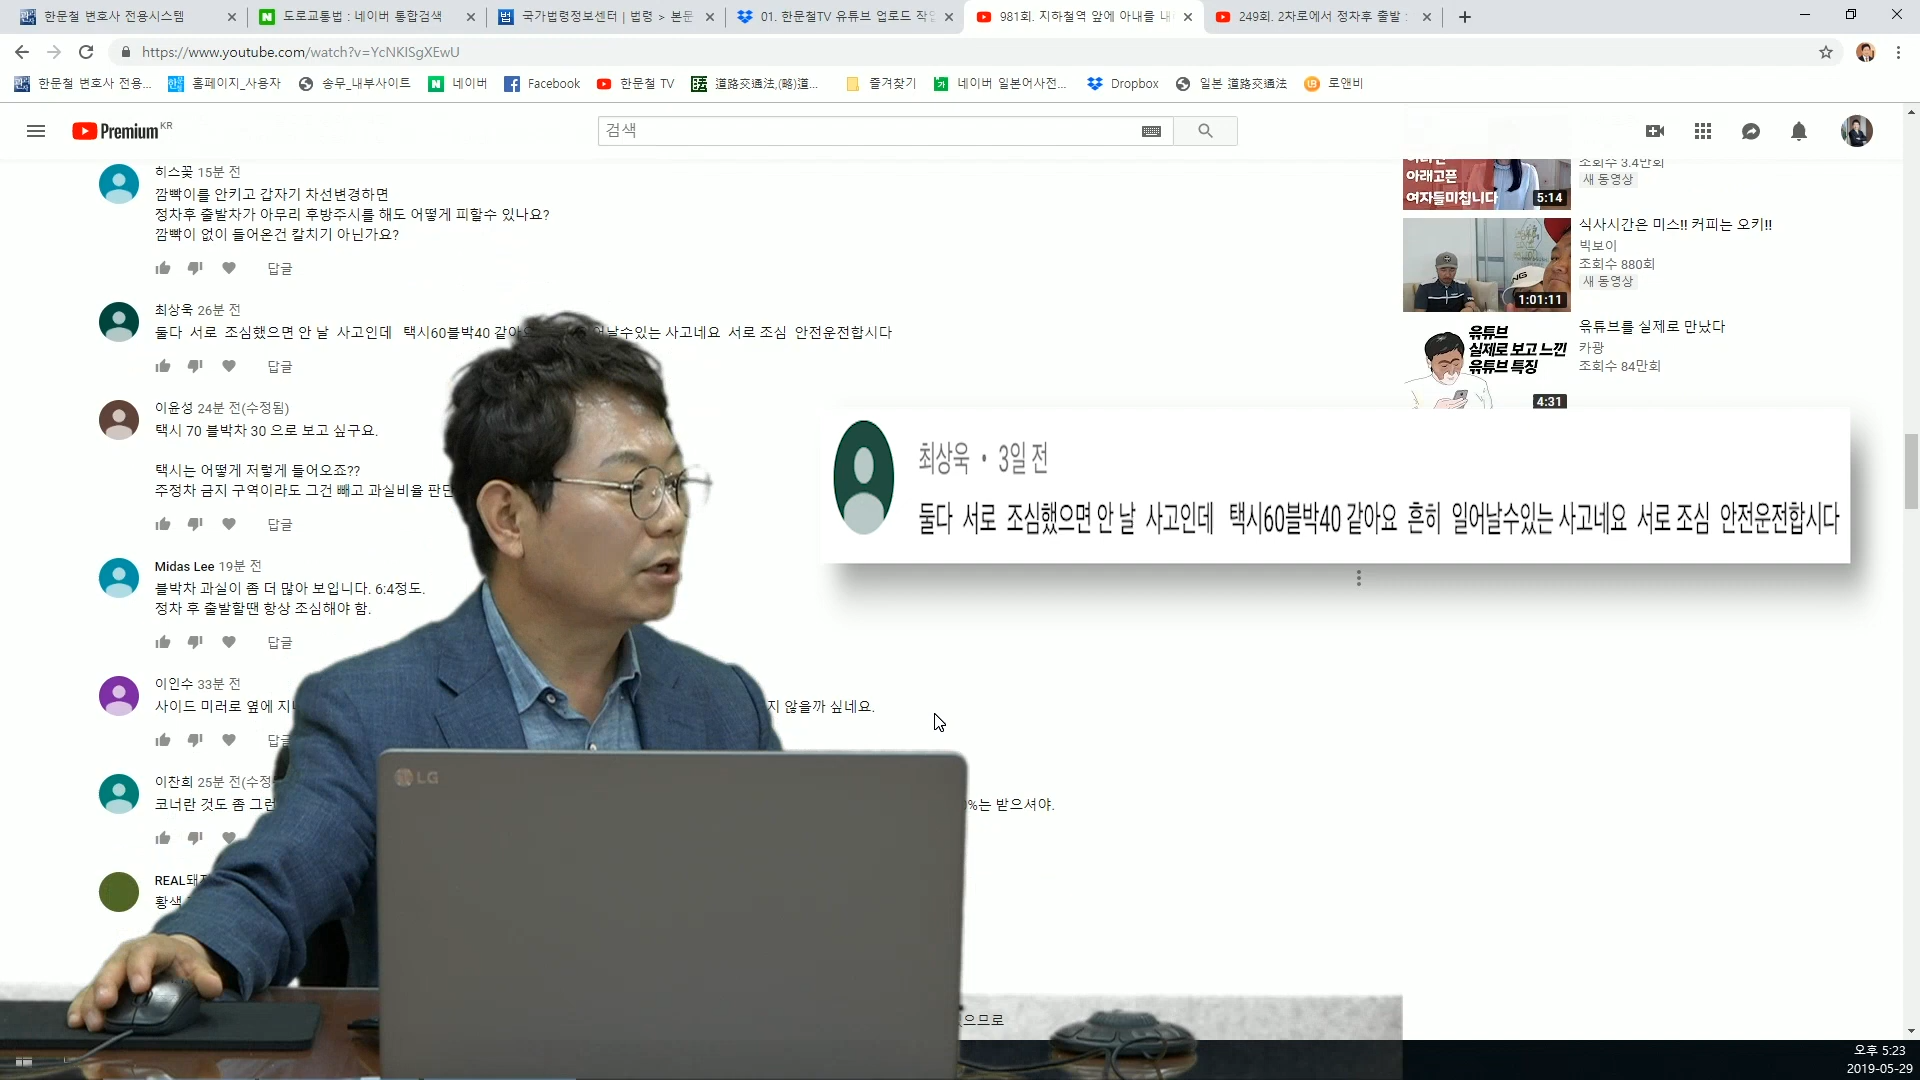 한문철 변호사 전용시스템
도로교통법 : 네이버 통합검색
국가법령정보센터 | 법령 > 본문
01. 한문철TV 유튜브 업로드 작업
981회. 지하철역 앞에 아내를 내
249회. 2차로에서 정차후 출발 :
https://www.youtube.com/watch?v=YcNKISgXEwU
한문철 변호사 전용...
홈페이지_사용자
송무_내부사이트
네이버
Facebook
한문철 TV
道路交通法,(略)道...
즐겨찾기
네이버 일본어사전...
Dropbox
일본 道路交通法
로앤비
Premium KR
검색
히스꽃 15분 전
깜빡이를 안키고 갑자기 차선변경하면
정차후 출발차가 아무리 후방주시를 해도 어떻게 피할수 있나요?
깜빡이 없이 들어온건 칼치기 아닌가요?
답글
최상욱 26분 전
둘다 서로 조심했으면 안 날 사고인데 택시60블박40 같아 날수있는 사고네요 서로 조심 안전운전합시다
답글
이윤성 24분 전(수정됨)
택시 70 블박차 30 으로 보고 싶구요.
택시는 어떻게 저렇게 들어오죠??
주정차 금지 구역이라도 그건 빼고 과실비율 판단
답글
Midas Lee 19분 전
블박차 과실이 좀 더 많아 보입니다. 6:4정도.
정차 후 출발할땐 항상 조심해야 함.
답글
이인수 33분 전
사이드 미러로 옆에 지 지 않을까 싶네요.
답글
이찬희 25분 전(수정
코너란 것도 좀 그런 %는 받으셔야.
REAL돼
황색
으므로
아래고픈
여자들미칩니다
5:14
조회수 3.4만회
새 동영상
식사시간은 미스!! 커피는 오키!!
빅보이
조회수 880회
새 동영상
1:01:11
유튜브
실제로 보고 느낀
유튜브 특징
4:31
유튜브를 실제로 만났다
카광
조회수 84만회
최상욱 • 3일 전
둘다 서로 조심했으면 안 날 사고인데 택시60블박40 같아요 흔히 일어날수있는 사고네요 서로 조심 안전운전합시다
LG
오후 5:23
2019-05-29